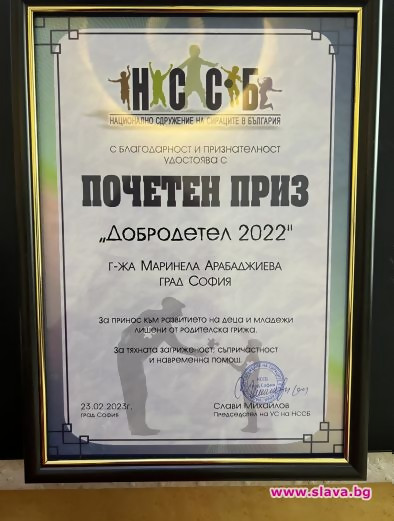 НССБ
НАЦИОНАЛНО СДРУЖЕНИЕ НА СИРАЦИТЕ В БЪЛГАРИЯ
С БЛАГОДАРНОСТ И ПРИЗНАТЕЛНОСТ
УДОСТОЯВА С
ПОЧЕТЕН ПРИЗ
„ДОБРОДЕТЕЛ 2022"
Г-ЖА МАРИНЕЛА АРАБАДЖИЕВА
ГРАД СОФИЯ
За принос към развитието на деца и младежи
лишени от родителска грижа.
За тяхната загриженост, съпричастност
и навременна помощ.
23.02.2023г.
град София
Слави Михайлов
Председател на УС на НССБ
www.slava.bg